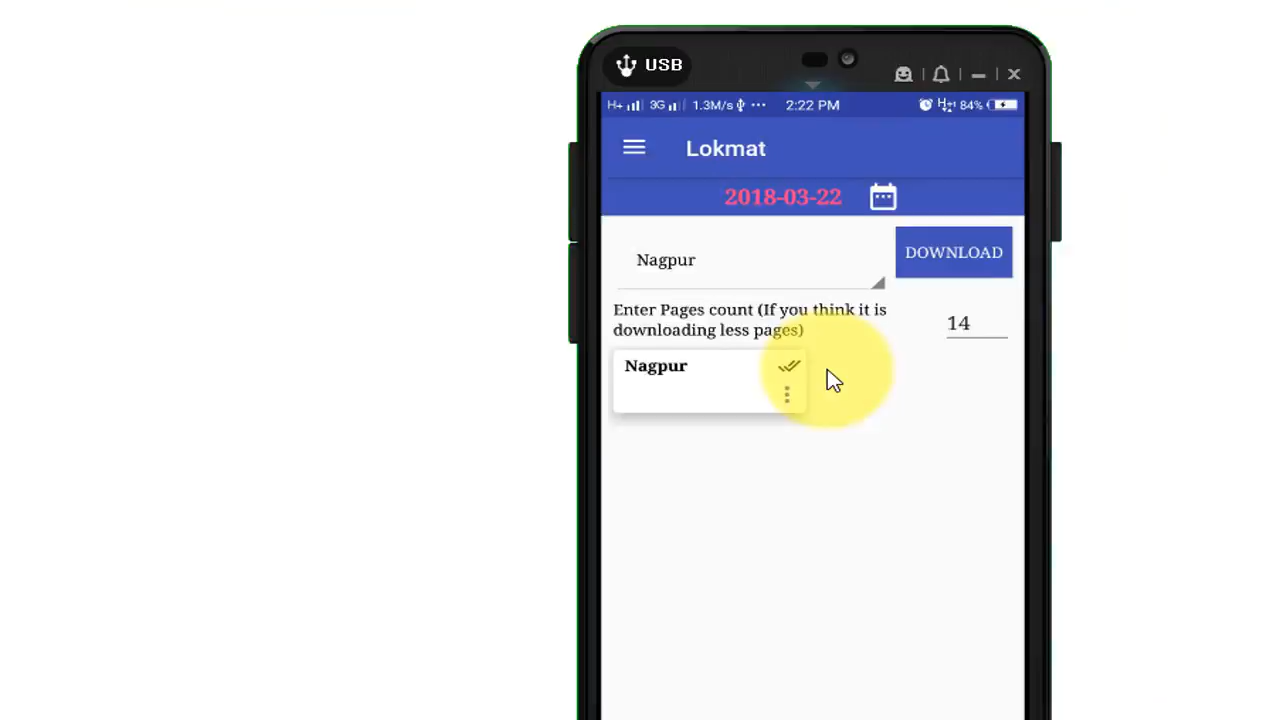 USB
H+ 3G 1.3M/s ··· 2:22 PM 84%
Lokmat
2018-03-22
Nagpur
DOWNLOAD
Enter Pages count (If you think it is
downloading less pages)
14
Nagpur